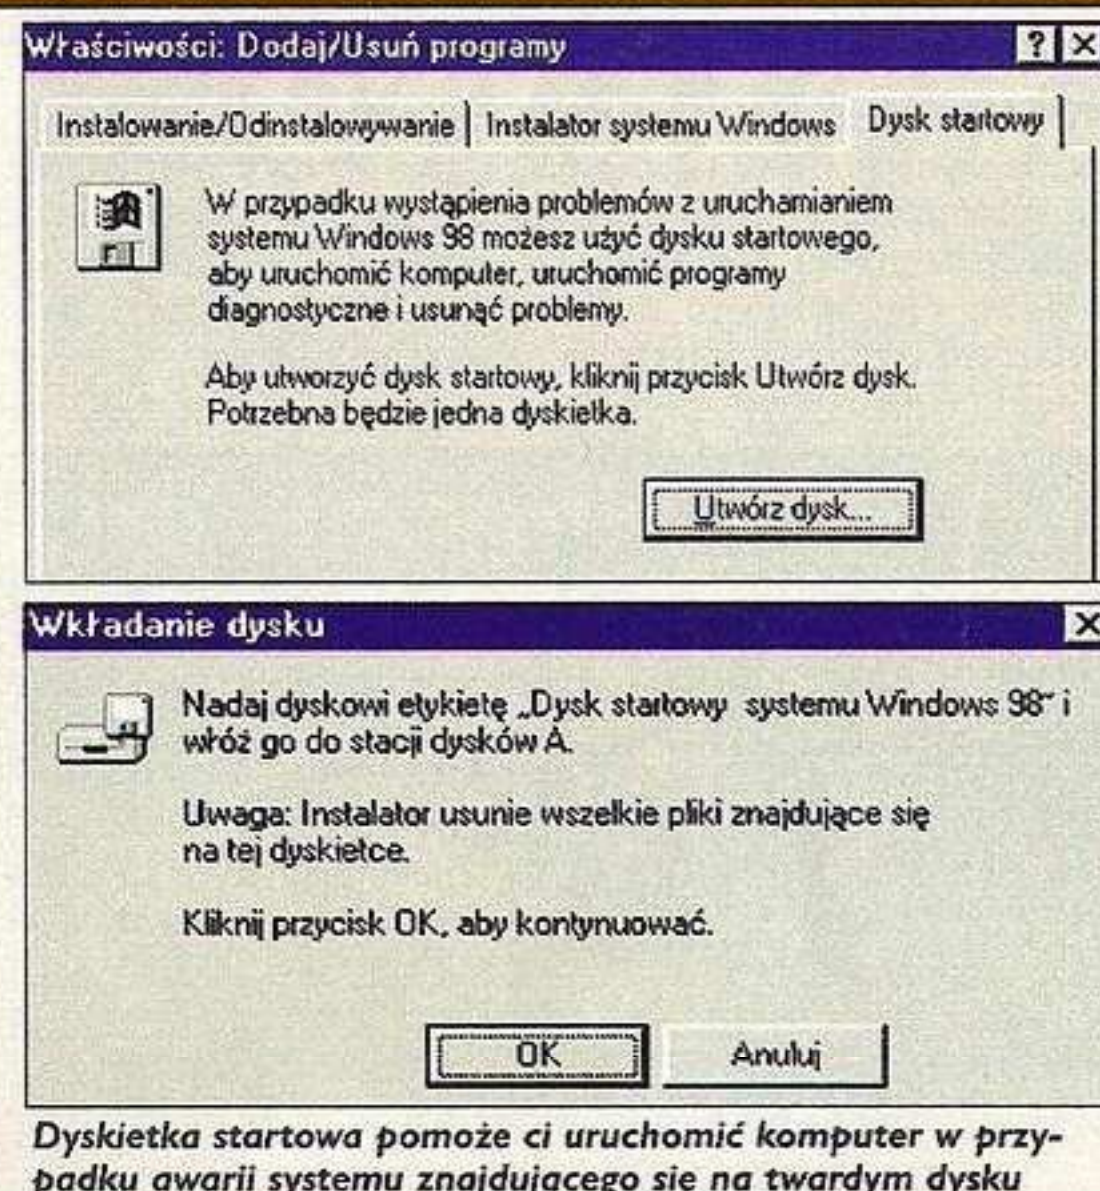 Właściwości: Dodaj/Usuń programy
Instalowanie/Odinstalowywanie | Instalator systemu Windows Dysk startowy
W przypadku wystąpienia problemów z uruchamianiem
systemu Windows 98 możesz użyć dysku startowego,
aby uruchomić komputer, uruchomić programy
diagnostyczne i usunąć problemy.
Aby utworzyć dysk startowy, kliknij przycisk Utwórz dysk.
Potrzebna będzie jedna dyskietka.
Utwórz dysk...
Wkładanie dysku
Nadaj dyskowi etykietę „Dysk startowy systemu Windows 98" i
włóż go do stacji dysków A.
Uwaga: Instalator usunie wszelkie pliki znajdujące się
na tej dyskietce.
Kliknij przycisk OK, aby kontynuować.
OK Anuluj
Dyskietka startowa pomoże ci uruchomić komputer w przy-
padku awarii systemu znajdującego się na twardym dysku